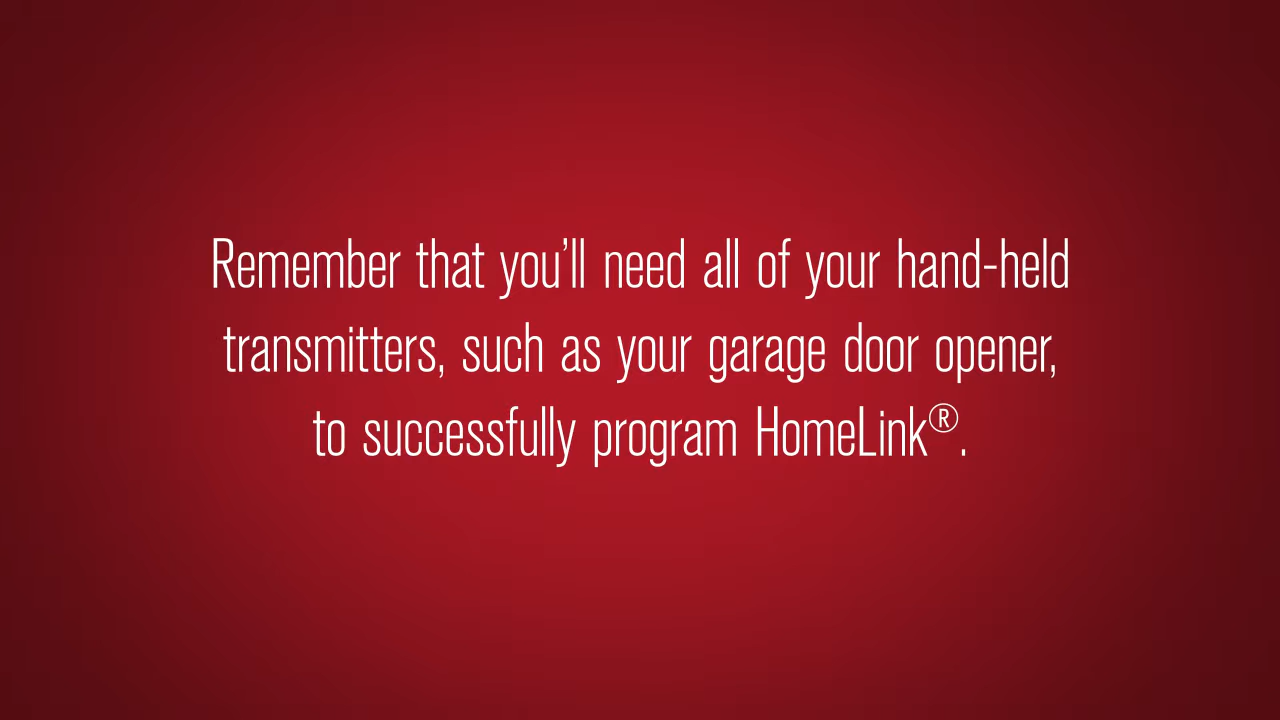 Remember that you’ll need all of your hand-held
transmitters, such as your garage door opener,
to successfully program HomeLink®.